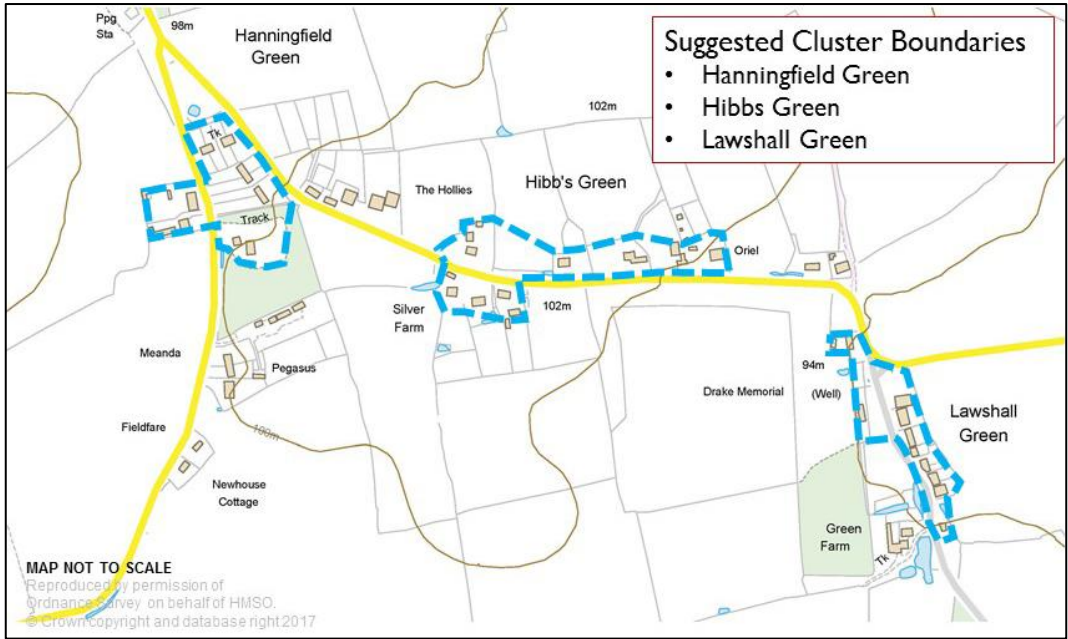 Ppg
Sta
98m
Hanningfield
Green
Suggested Cluster Boundaries
• Hanningfield Green
• Hibbs Green
• Lawshall Green
102m
Tk
The Hollies
Hibb's Green
Track
Oriel
Silver
Farm
102m
Meanda
Pegasus
94m
Drake Memorial
(Well)
Lawshall
Green
Fieldfare
100m
Newhouse
Cottage
Green
Farm
Tk
MAP NOT TO SCALE
Reproduced by permission of
Ordnance Survey on behalf of HMSO.
© Crown copyright and database right 2017